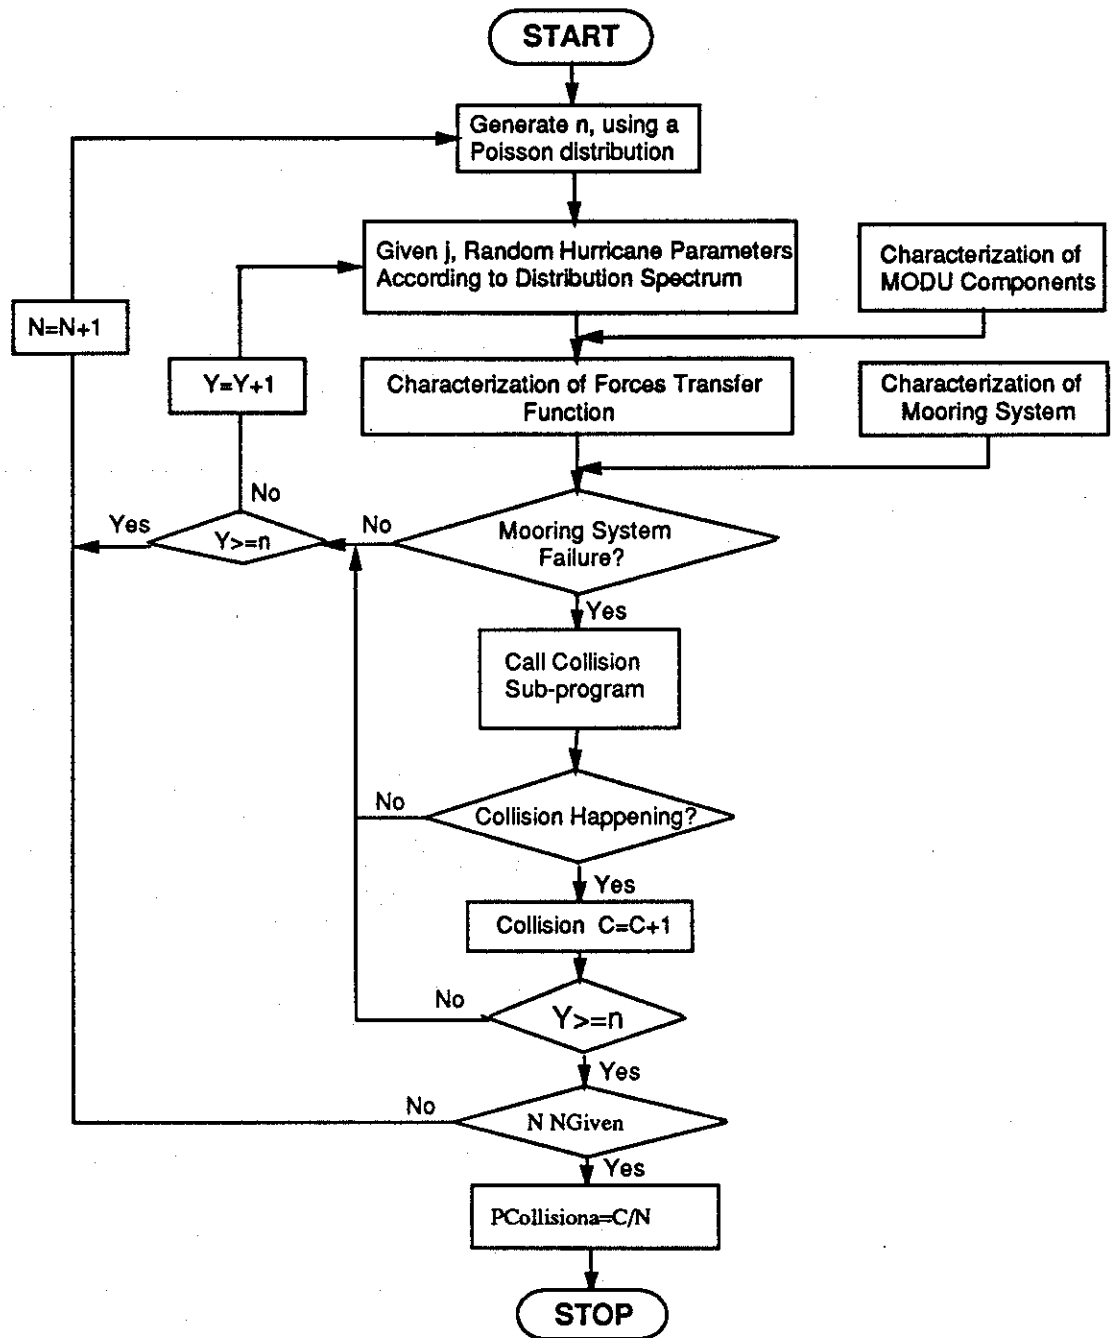 START
Generate n, using a
Poisson distribution
Given j, Random Hurricane Parameters
According to Distribution Spectrum
Characterization of
MODU Components
N=N+1
Y=Y+1
Characterization of Forces Transfer
Function
Characterization of
Mooring System
No
Yes
Y>=n
No
Mooring System
Failure?
Yes
Call Collision
Sub-program
No
Collision Happening?
Yes
Collision C=C+1
No
Y>=n
Yes
No
N NGiven
Yes
PCollisiona=C/N
STOP